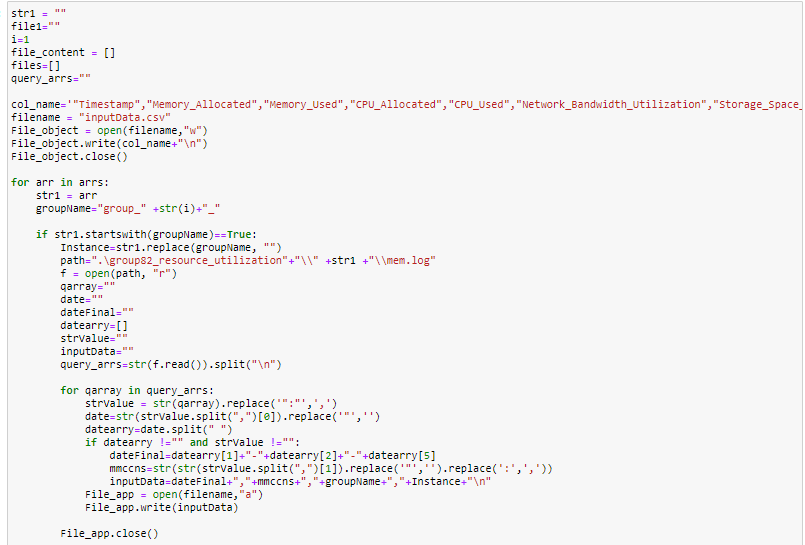 str1 = ""
file1=""
i=1
file_content = []
files=[]
query_arrs=""
col_name='"Timestamp","Memory_Allocated","Memory_Used","CPU_Allocated","CPU_Used","Network_Bandwidth_Utilization","Storage_Space_
filename = "inputData.csv"
File_object = open(filename,"w")
File_object.write(col_name+"\n")
File_object.close()
for arr in arrs:
    str1 = arr
    groupName="group_" +str(i)+"_"
    if str1.startswith(groupName)==True:
        Instance=str1.replace(groupName, "")
        path=".\group82_resource_utilization"+"\\" +str1 +"\\mem.log"
        f = open(path, "r")
        qarray=""
        date=""
        dateFinal=""
        datearry=[]
        strValue=""
        inputData=""
        query_arrs=str(f.read()).split("\n")
        for qarray in query_arrs:
            strValue = str(qarray).replace('":"',',')
            date=str(strValue.split(",")[0]).replace('"','')
            datearry=date.split(" ")
            if datearry !="" and strValue !="":
                dateFinal=datearry[1]+"-"+datearry[2]+"-"+datearry[5]
                mmccns=str(str(strValue.split(",")[1]).replace('"','').replace(':',','))
                inputData=dateFinal+","+mmccns+","+groupName+","+Instance+"\n"
            File_app = open(filename,"a")
            File_app.write(inputData)
        File_app.close()